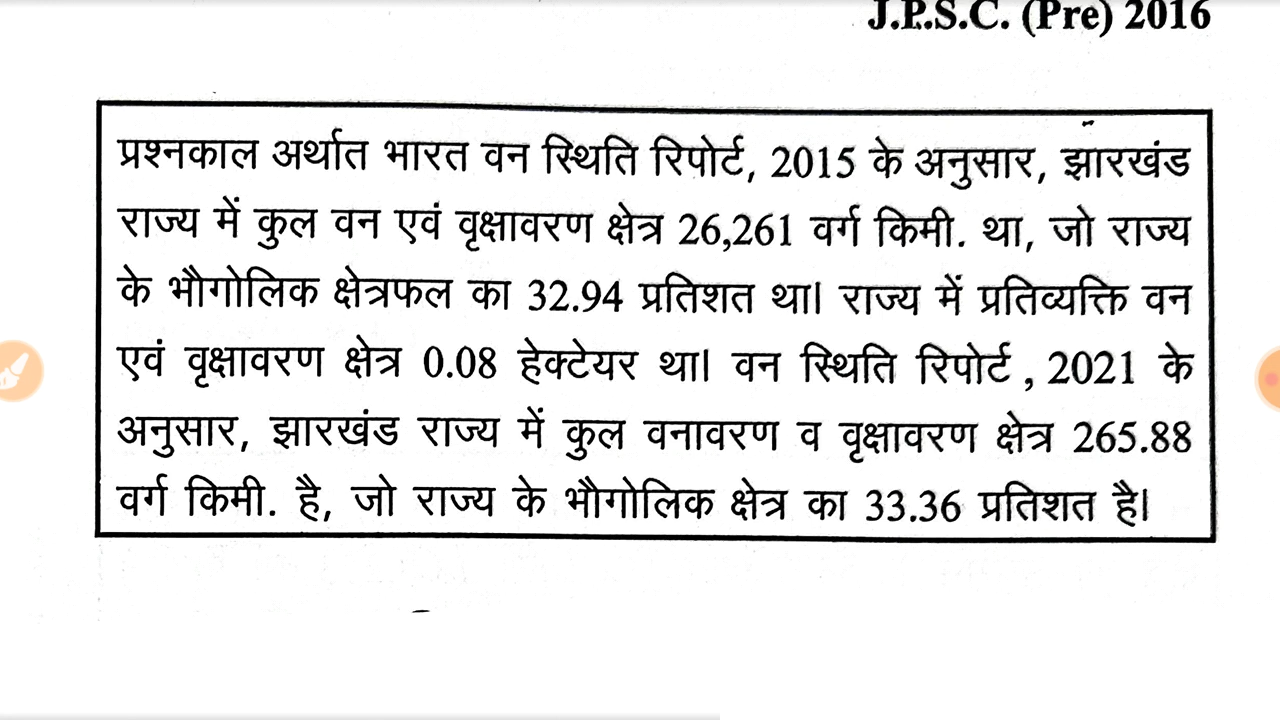 J.P.S.C. (Pre) 2016
प्रश्नकाल अर्थात भारत वन स्थिति रिपोर्ट, 2015 के अनुसार, झारखंड
राज्य में कुल वन एवं वृक्षावरण क्षेत्र 26,261 वर्ग किमी. था, जो राज्य
के भौगोलिक क्षेत्रफल का 32.94 प्रतिशत था। राज्य में प्रतिव्यक्ति वन
एवं वृक्षावरण क्षेत्र 0.08 हेक्टेयर था। वन स्थिति रिपोर्ट , 2021 के
अनुसार, झारखंड राज्य में कुल वनावरण व वृक्षावरण क्षेत्र 265.88
वर्ग किमी. है, जो राज्य के भौगोलिक क्षेत्र का 33.36 प्रतिशत है।